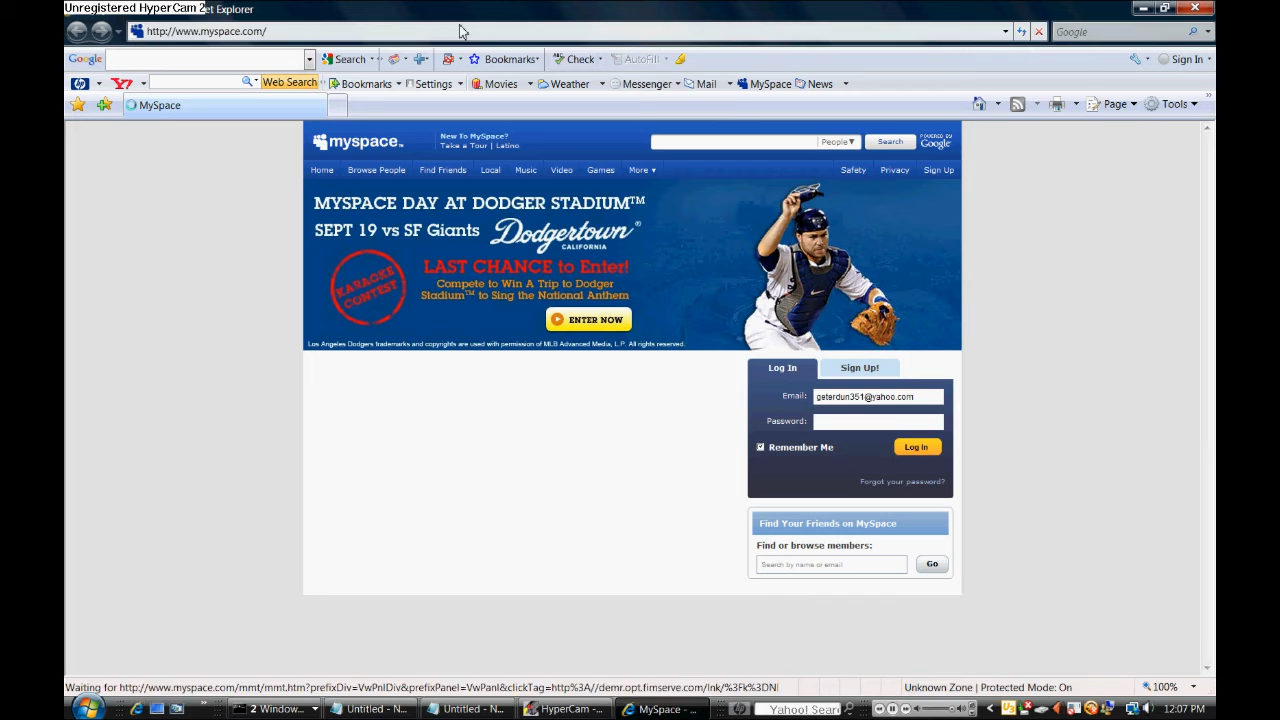 Unregistered HyperCam 2
et Explorer
http://www.myspace.com/
Google
Google
Search
Bookmarks
Check
AutoFill
Sign In
hp
Y!
Web Search
Bookmarks
Settings
Movies
Weather
Messenger
Mail
MySpace
News
MySpace
Page
Tools
myspace
New To MySpace?
Take a Tour | Latino
People
Search
POWERED BY
Google
Home
Browse People
Find Friends
Local
Music
Video
Games
More
Safety
Privacy
Sign Up
MYSPACE DAY AT DODGER STADIUM™
SEPT 19 vs SF Giants
Dodgertown®
CALIFORNIA
KARAOKE
CONTEST
LAST CHANCE to Enter!
Compete to Win A Trip to Dodger
Stadium™ to Sing the National Anthem
ENTER NOW
Los Angeles Dodgers trademarks and copyrights are used with permission of MLB Advanced Media, L.P. All rights reserved.
Log In
Sign Up!
Email:
geterdun351@yahoo.com
Password:
Remember Me
Log In
Forgot your password?
Find Your Friends on MySpace
Find or browse members:
Search by name or email
Go
Waiting for http://www.myspace.com/mmt/mmt.htm?prefixDiv=VwPnlDiv&prefixPanel=VwPanl&clickTag=http%3A//demr.opt.fimserve.com/lnk/%3Fk%3DNl
Unknown Zone | Protected Mode: On
100%
2 Window...
Untitled - N...
Untitled - N...
HyperCam -...
MySpace - ...
Yahoo! Sear
12:07 PM